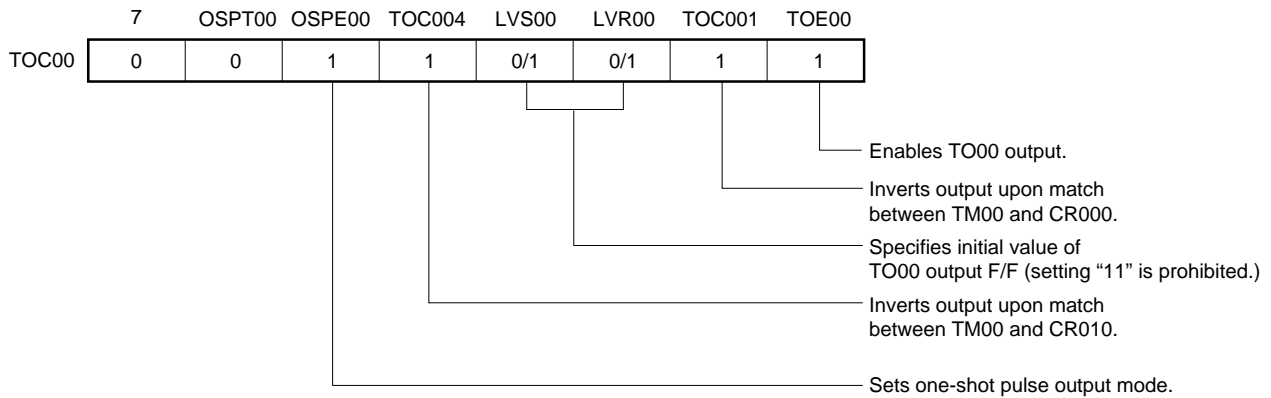 7 OSPT00 OSPE00 TOC004 LVS00 LVR00 TOC001 TOE00
TOC00 0 0 1 1 0/1 0/1 1 1
Enables TO00 output.
Inverts output upon match
between TM00 and CR000.
Specifies initial value of
TO00 output F/F (setting “11” is prohibited.)
Inverts output upon match
between TM00 and CR010.
Sets one-shot pulse output mode.